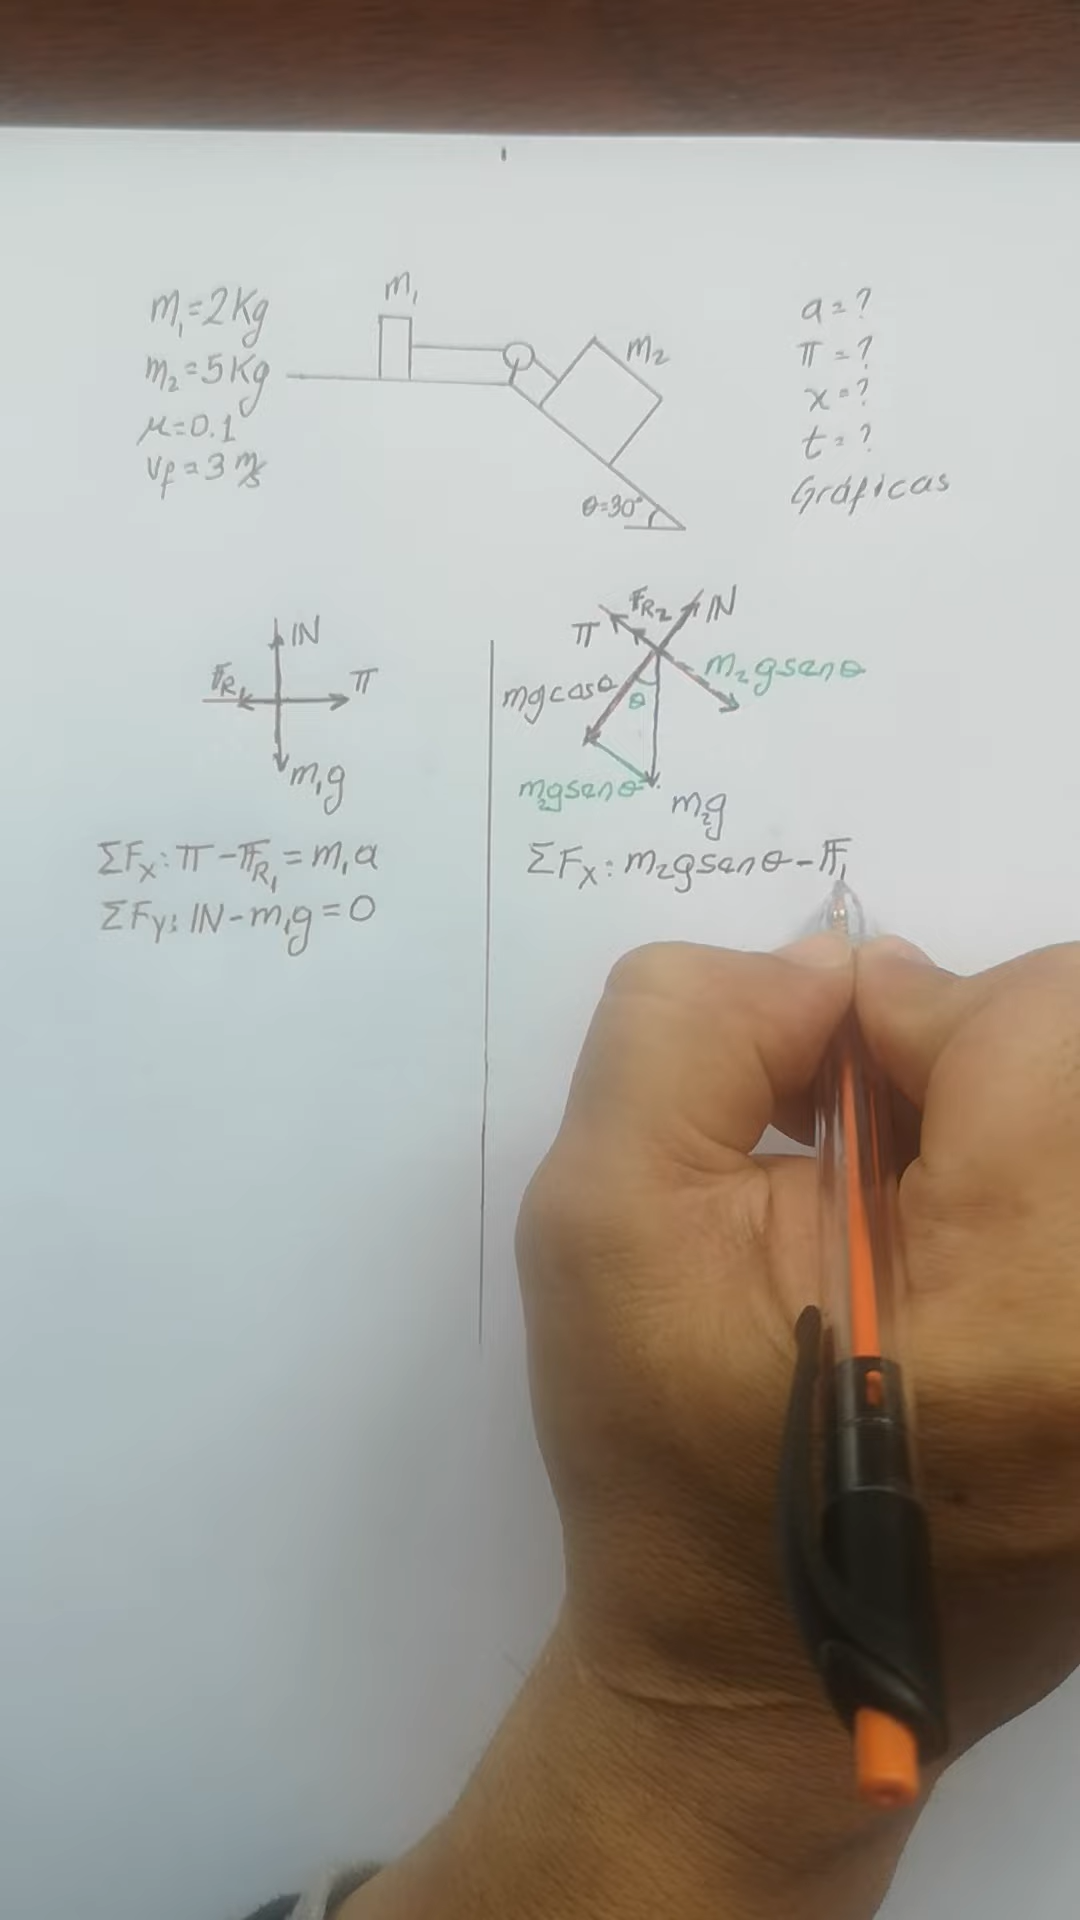 m₁=2Kg
m₂=5Kg
μ=0.1
Vf=3 m/s
m₁
m₂
θ=30°
a=?
T=?
x=?
t=?
Gráficas
N
FR₁
T
m₁g
ΣFx: T-FR₁=m₁a
ΣFy: N-m₁g=0
FR₂
N
T
m₂gsenθ
mgcosθ
θ
m₂gsenθ
m₂g
ΣFx: m₂gsenθ-F